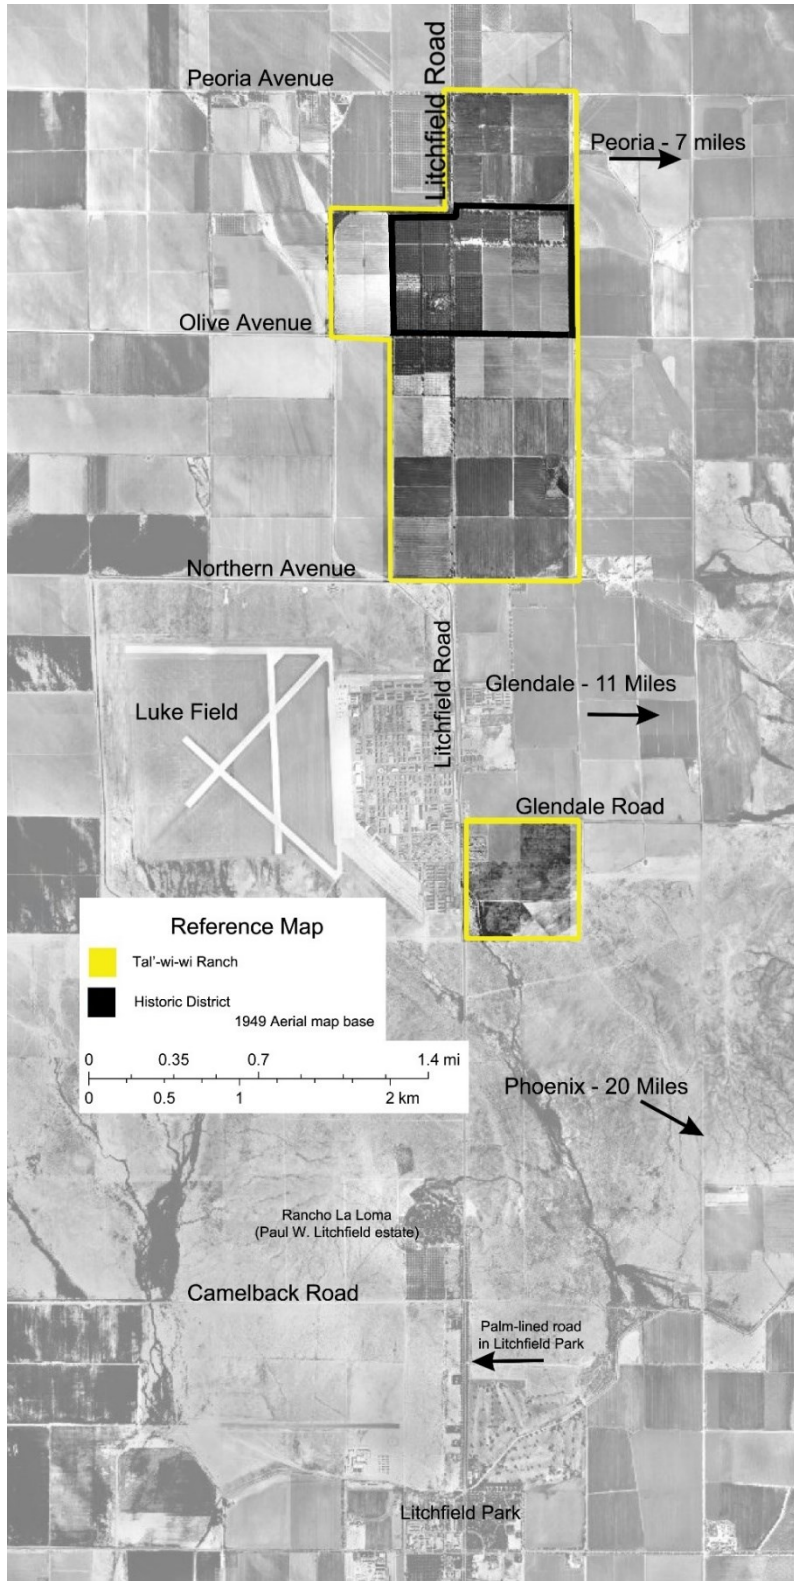 Peoria Avenue
Litchfield Road
Peoria - 7 miles
Olive Avenue
Northern Avenue
Litchfield Road
Glendale - 11 Miles
Luke Field
Glendale Road
Reference Map
Tal'-wi-wi Ranch
Historic District
1949 Aerial map base
0 0.35 0.7 1.4 mi
0 0.5 1 2 km
Phoenix - 20 Miles
Rancho La Loma
(Paul W. Litchfield estate)
Camelback Road
Palm-lined road
in Litchfield Park
Litchfield Park